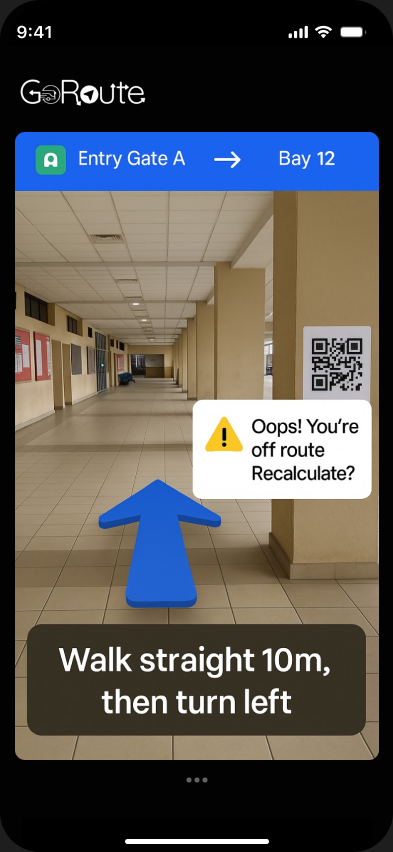 9:41
GoRoute
Entry Gate A → Bay 12
Oops! You're
off route
Recalculate?
Walk straight 10m,
then turn left